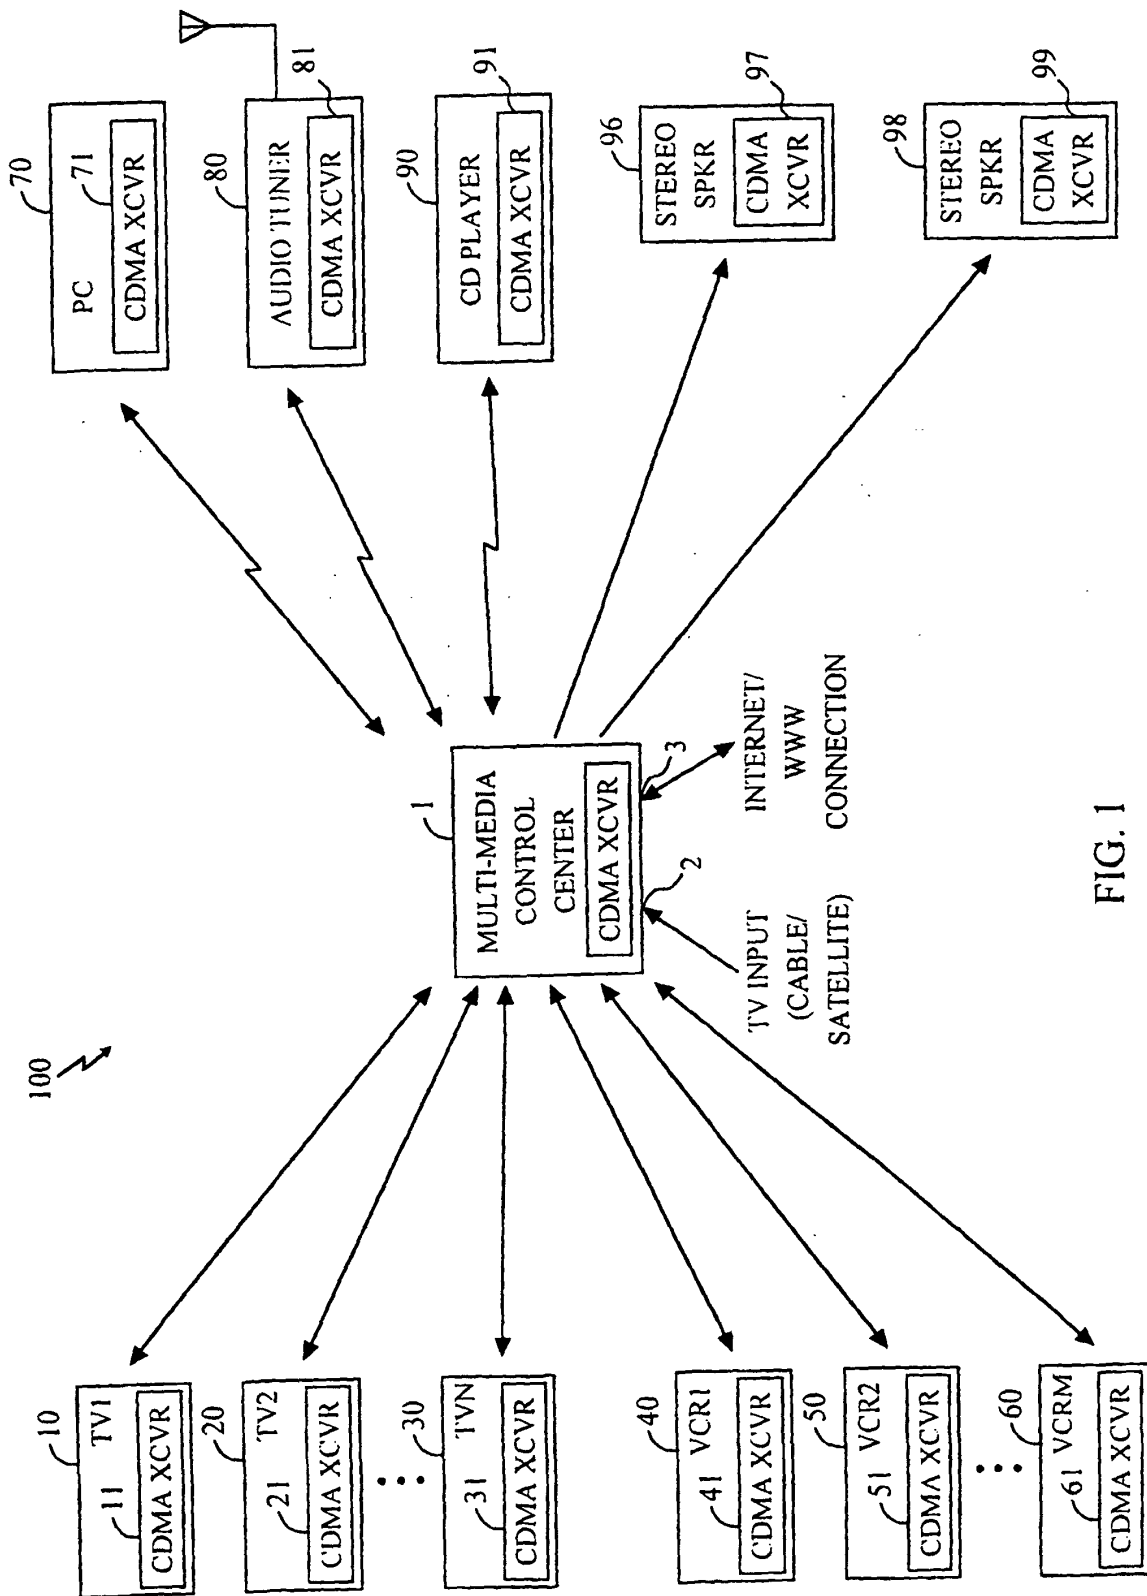 100
10
TV1
11
CDMA XCVR
20
TV2
21
CDMA XCVR
30
TVN
31
CDMA XCVR
40
VCR1
41
CDMA XCVR
50
VCR2
51
CDMA XCVR
60
VCRM
61
CDMA XCVR
1
MULTI-MEDIA
CONTROL
CENTER
CDMA XCVR
2
3
TV INPUT
(CABLE/
SATELLITE)
INTERNET/
WWW
CONNECTION
70
PC
71
CDMA XCVR
80
AUDIO TUNER
81
CDMA XCVR
90
CD PLAYER
91
CDMA XCVR
96
STEREO
SPKR
97
CDMA
XCVR
98
STEREO
SPKR
99
CDMA
XCVR
FIG. 1